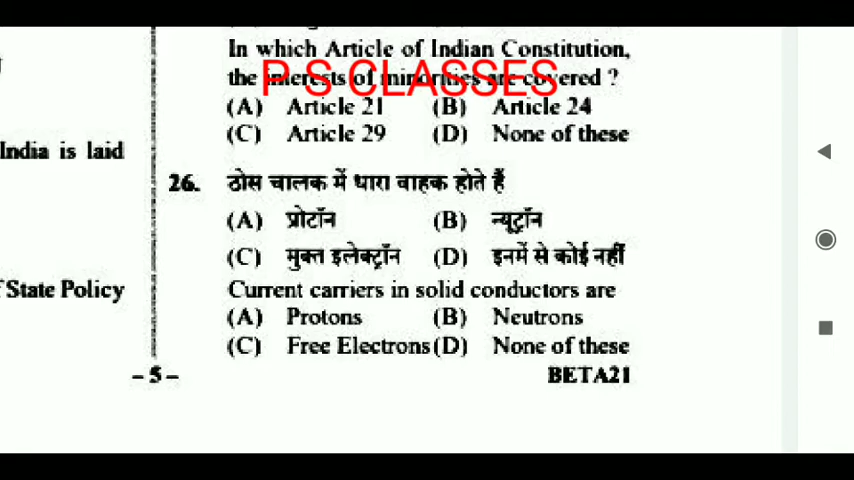 In which Article of Indian Constitution,
the interests of minorities are covered ?
P S CLASSES
(A) Article 21 (B) Article 24
(C) Article 29 (D) None of these
India is laid
26. ठोस चालक में धारा वाहक होते हैं
(A) प्रोटॉन (B) न्यूट्रॉन
(C) मुक्त इलेक्ट्रॉन (D) इनमें से कोई नहीं
State Policy
Current carriers in solid conductors are
(A) Protons (B) Neutrons
(C) Free Electrons (D) None of these
- 5 -
BETA21